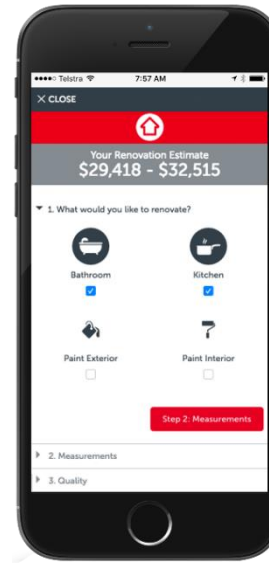 Telstra 7:57 AM
× CLOSE
Your Renovation Estimate
$29,418 - $32,515
1. What would you like to renovate?
Bathroom Kitchen
Paint Exterior Paint Interior
Step 2: Measurements
2. Measurements
3. Quality